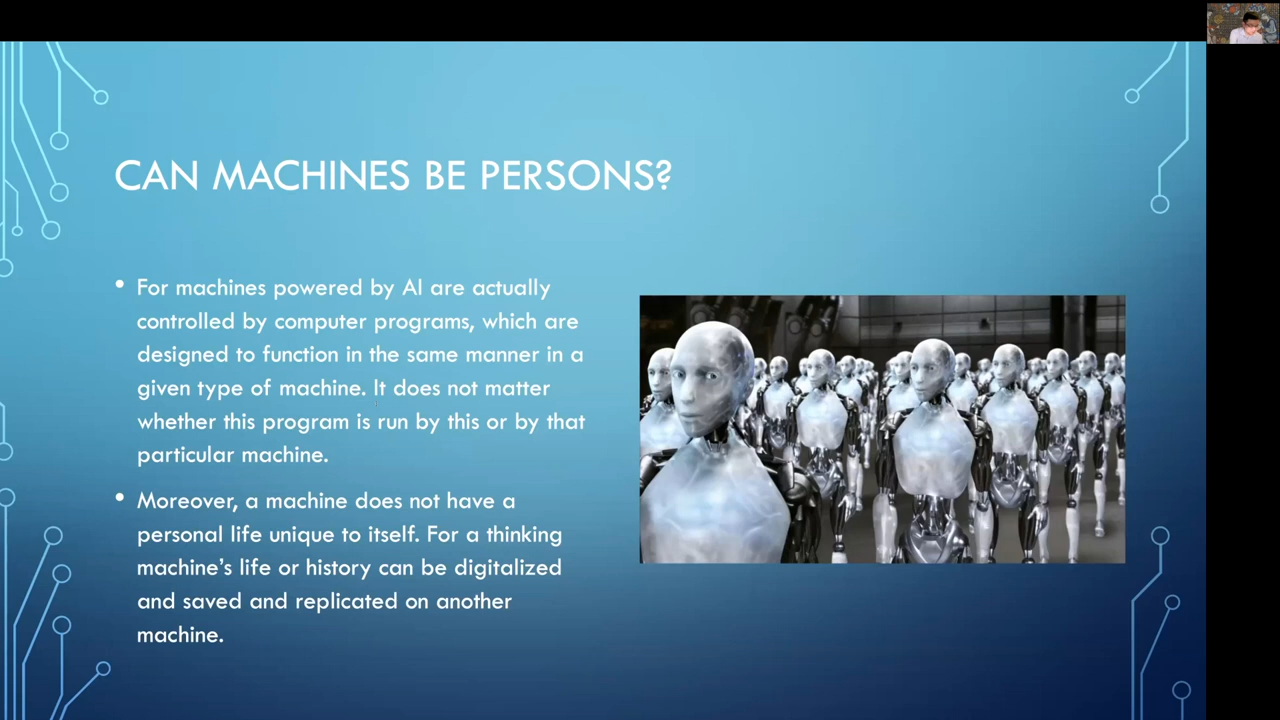 CAN MACHINES BE PERSONS?
• For machines powered by AI are actually
controlled by computer programs, which are
designed to function in the same manner in a
given type of machine. It does not matter
whether this program is run by this or by that
particular machine.
• Moreover, a machine does not have a
personal life unique to itself. For a thinking
machine’s life or history can be digitalized
and saved and replicated on another
machine.